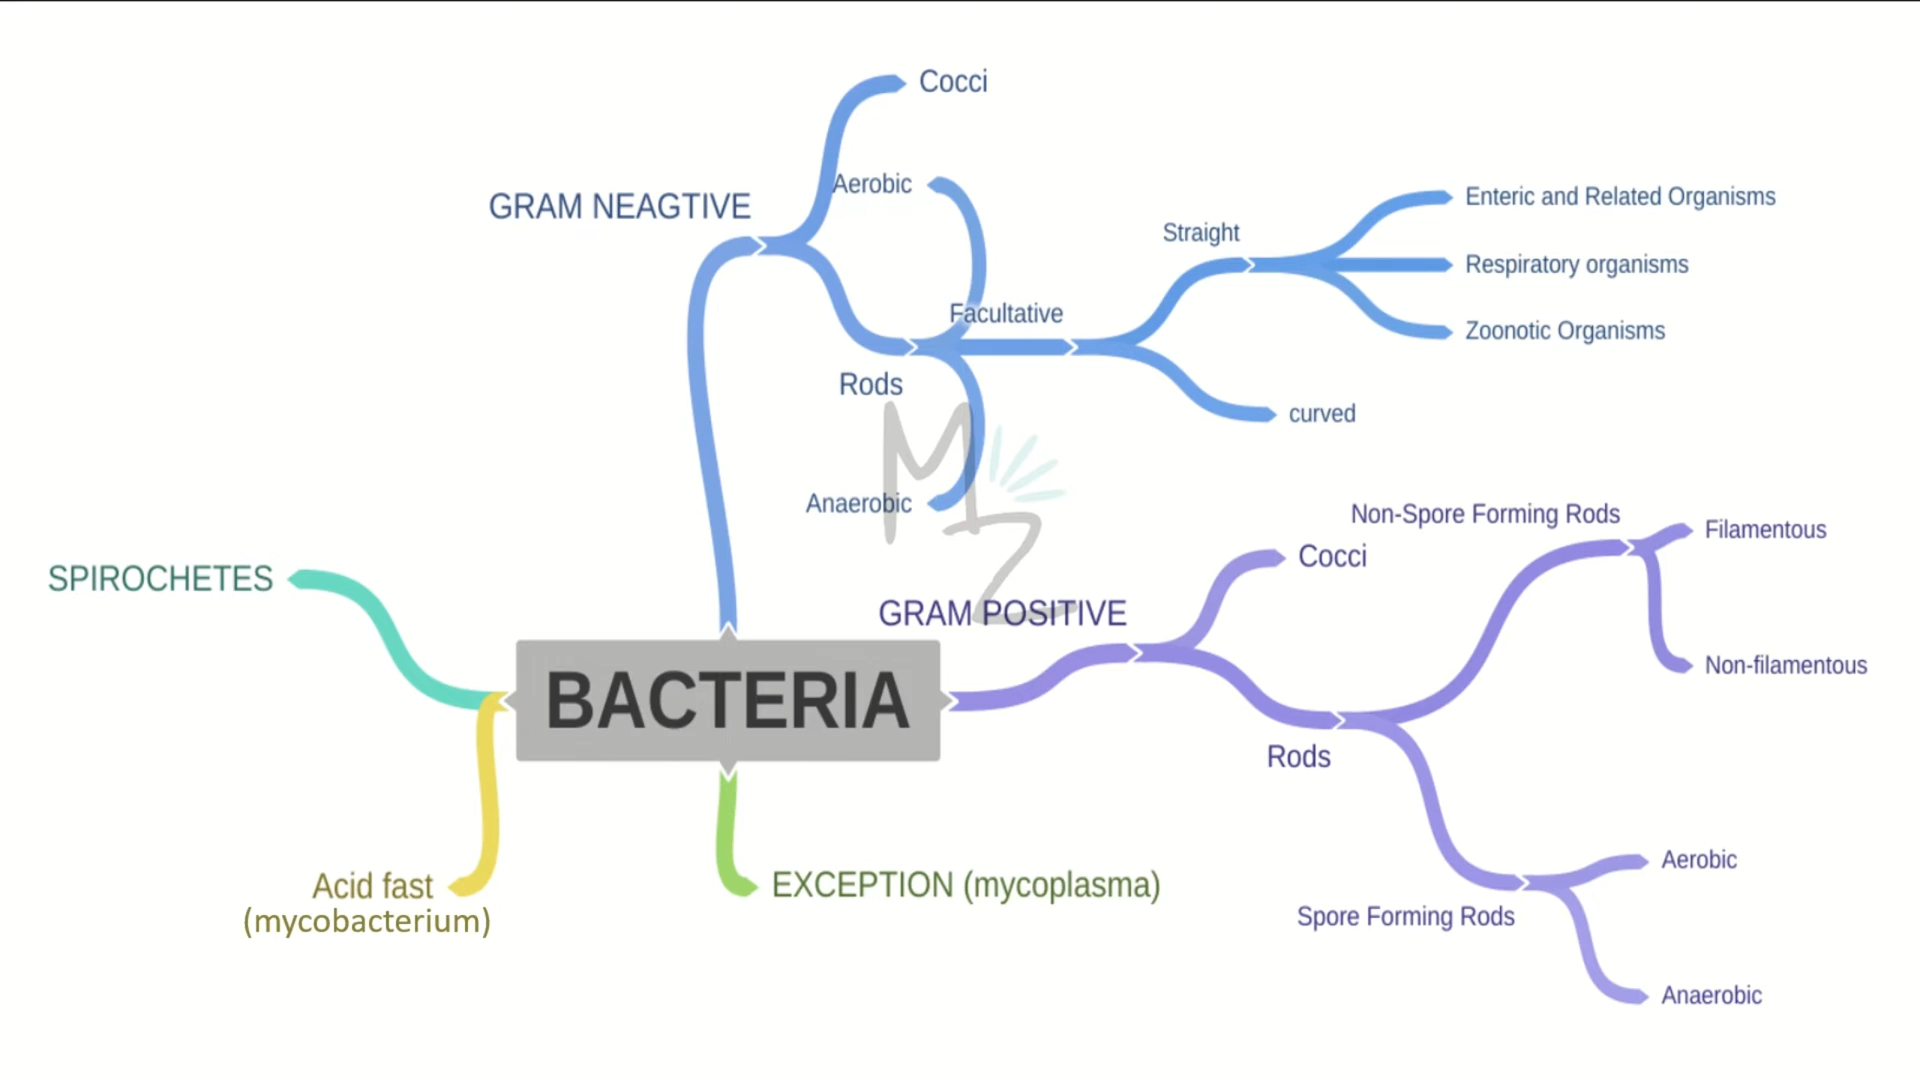 Cocci
Aerobic
GRAM NEAGTIVE
Enteric and Related Organisms
Straight
Respiratory organisms
Facultative
Zoonotic Organisms
Rods
curved
Anaerobic
MZ
Non-Spore Forming Rods
Filamentous
Cocci
SPIROCHETES
GRAM POSITIVE
Non-filamentous
BACTERIA
Rods
Aerobic
Acid fast
(mycobacterium)
EXCEPTION (mycoplasma)
Spore Forming Rods
Anaerobic